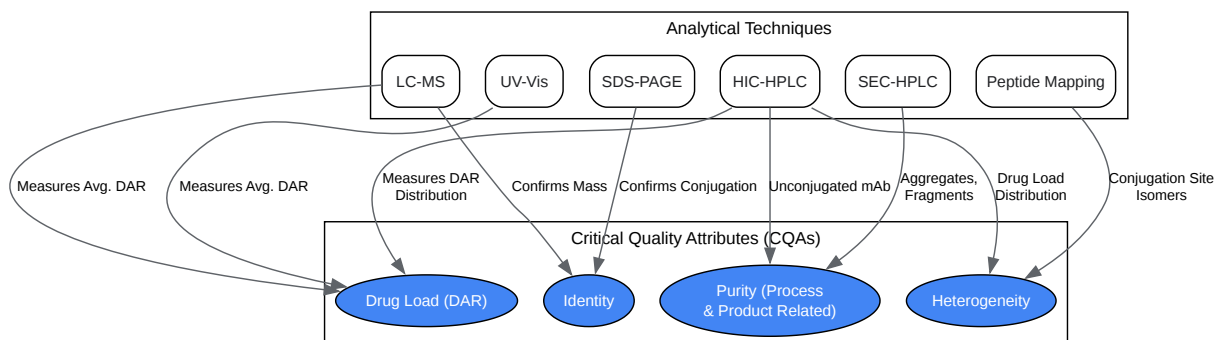 Analytical Techniques
LC-MS
UV-Vis
SDS-PAGE
HIC-HPLC
SEC-HPLC
Peptide Mapping
Measures Avg. DAR
Measures Avg. DAR
Measures DAR
Distribution
Confirms Mass
Confirms Conjugation
Unconjugated mAb
Aggregates,
Fragments
Drug Load
Distribution
Conjugation Site
Isomers
Critical Quality Attributes (CQAs)
Drug Load (DAR)
Identity
Purity (Process
& Product Related)
Heterogeneity